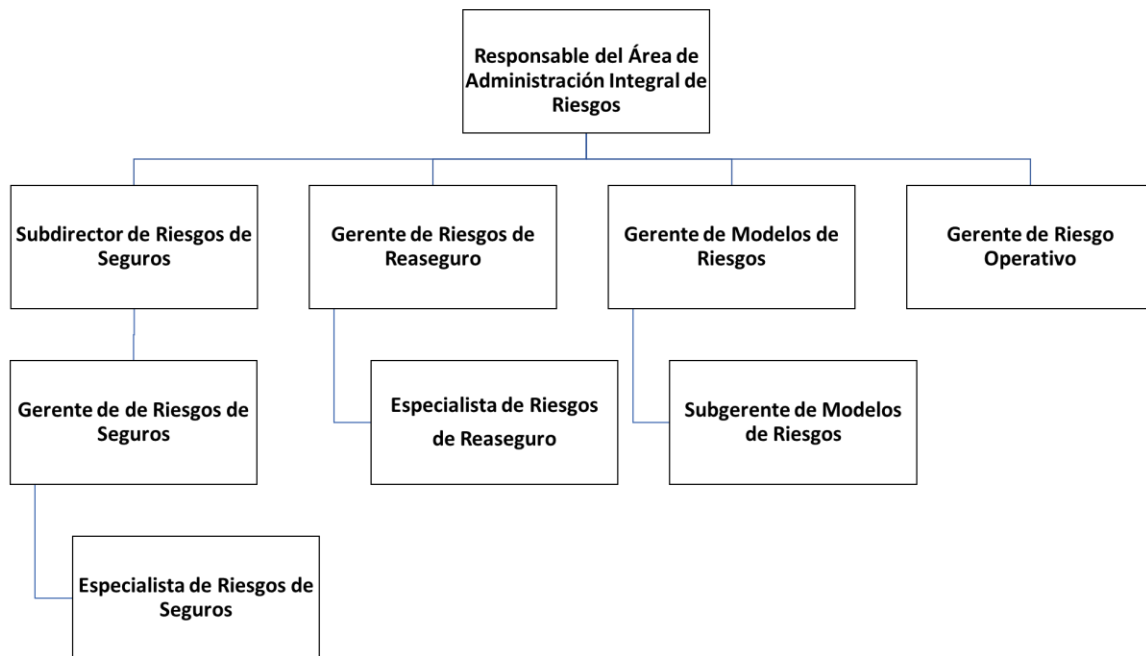 Responsable del Área de
Administración Integral de
Riesgos
Subdirector de Riesgos de
Seguros
Gerente de Riesgos de
Reaseguro
Gerente de Modelos de
Riesgos
Gerente de Riesgo
Operativo
Gerente de de Riesgos de
Seguros
Especialista de Riesgos
de Reaseguro
Subgerente de Modelos
de Riesgos
Especialista de Riesgos de
Seguros